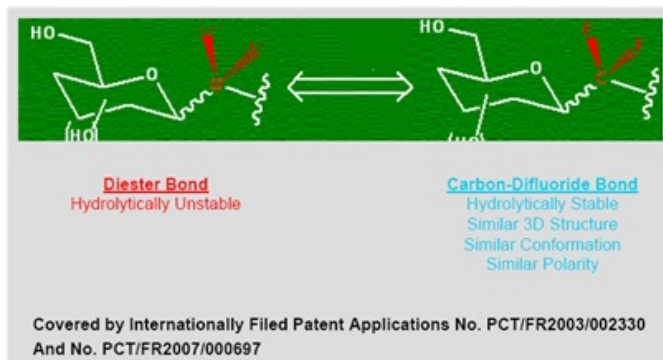 HO
O
(HO)
HO
O
C
F
F
(HO)
Diester Bond
Hydrolytically Unstable
Carbon-Difluoride Bond
Hydrolytically Stable
Similar 3D Structure
Similar Conformation
Similar Polarity
Covered by Internationally Filed Patent Applications No. PCT/FR2003/002330
And No. PCT/FR2007/000697